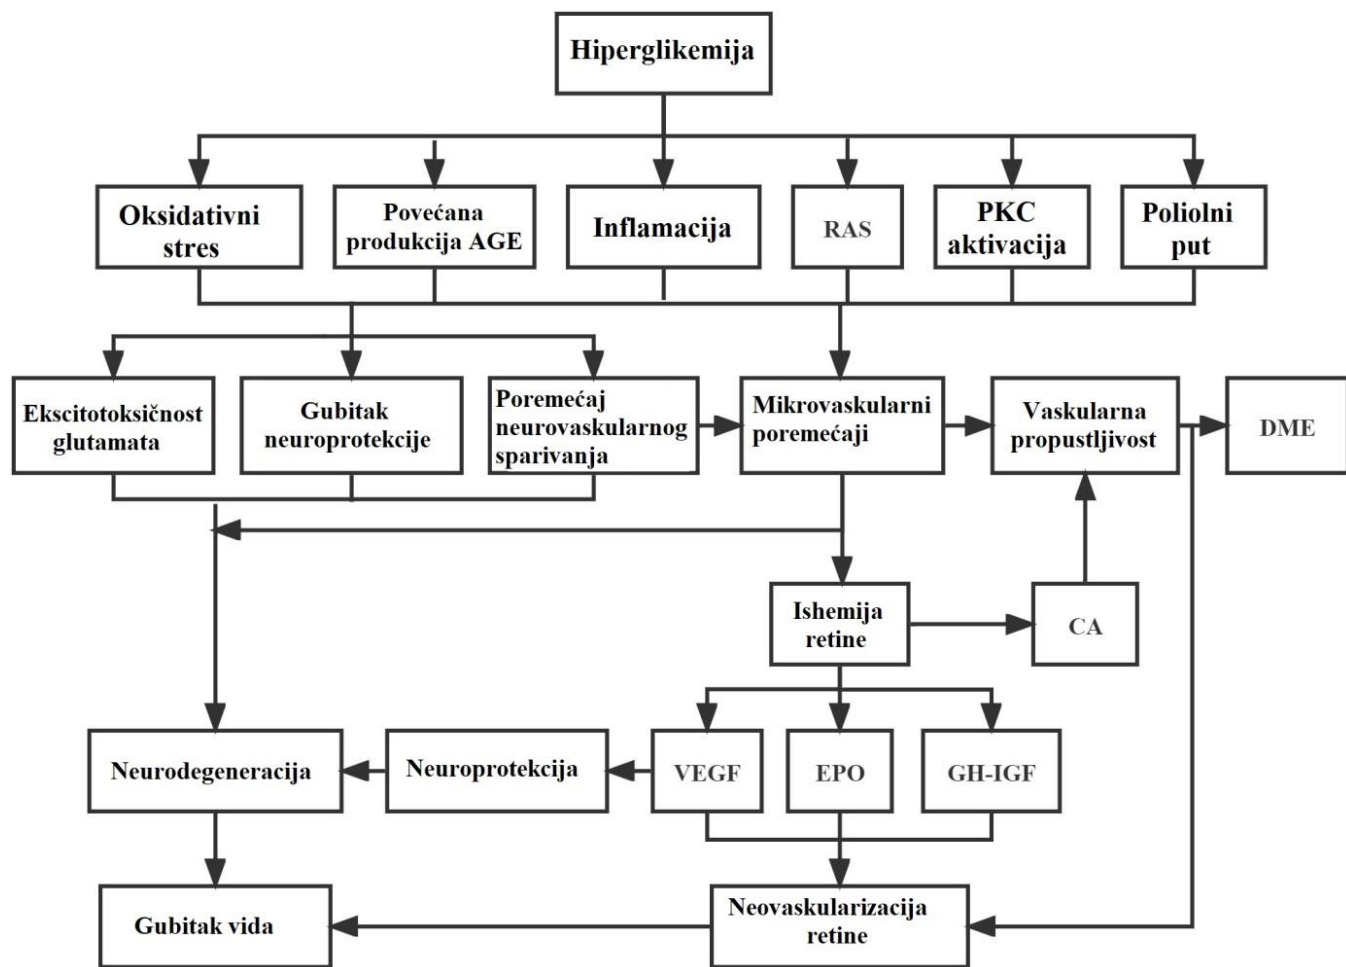 Hiperglikemija
Oksidativni
stres
Povećana
produkcija AGE
Inflamacija
RAS
PKC
aktivacija
Poliolni
put
Ekscitotoksičnost
glutamata
Gubitak
neuroprotekcije
Poremećaj
neurovaskularnog
sparivanja
Mikrovaskularni
poremećaji
Vaskularna
propustljivost
DME
Ishemija
retine
CA
Neurodegeneracija
Neuroprotekcija
VEGF
EPO
GH-IGF
Gubitak vida
Neovaskularizacija
retine